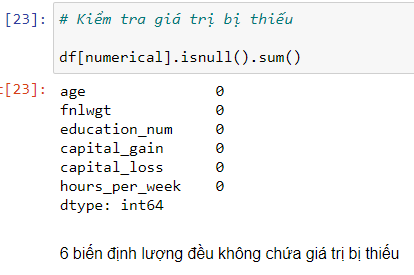 [23]: # Kiểm tra giá trị bị thiếu
df[numerical].isnull().sum()
t[23]: age 0
fnlwgt 0
education_num 0
capital_gain 0
capital_loss 0
hours_per_week 0
dtype: int64
6 biến định lượng đều không chứa giá trị bị thiếu